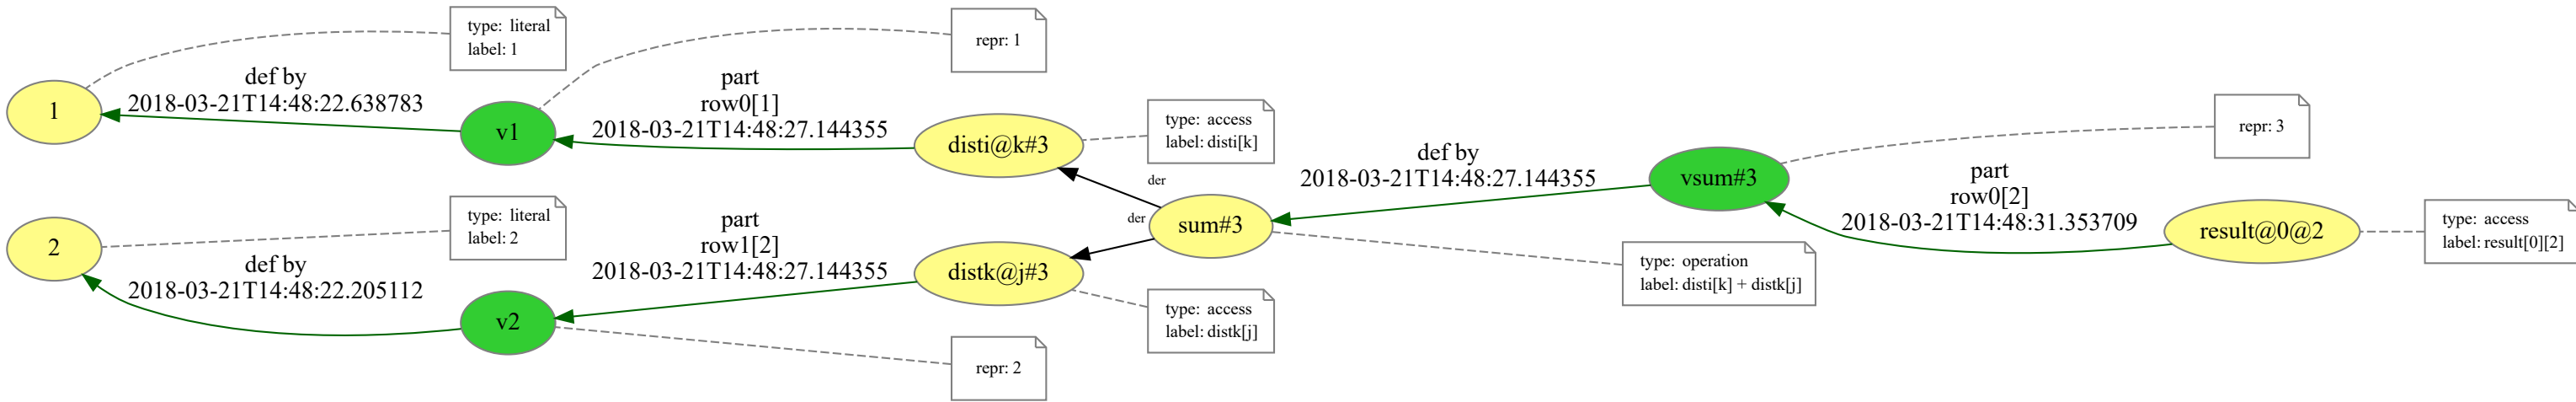 type: literal
label: 1
repr: 1
def by
2018-03-21T14:48:22.638783
1
v1
part
row0[1]
2018-03-21T14:48:27.144355
disti@k#3
type: access
label: disti[k]
der
der
def by
2018-03-21T14:48:27.144355
vsum#3
repr: 3
part
row0[2]
2018-03-21T14:48:31.353709
result@0@2
type: access
label: result[0][2]
sum#3
type: operation
label: disti[k] + distk[j]
type: literal
label: 2
2
def by
2018-03-21T14:48:22.205112
v2
part
row1[2]
2018-03-21T14:48:27.144355
distk@j#3
type: access
label: distk[j]
repr: 2